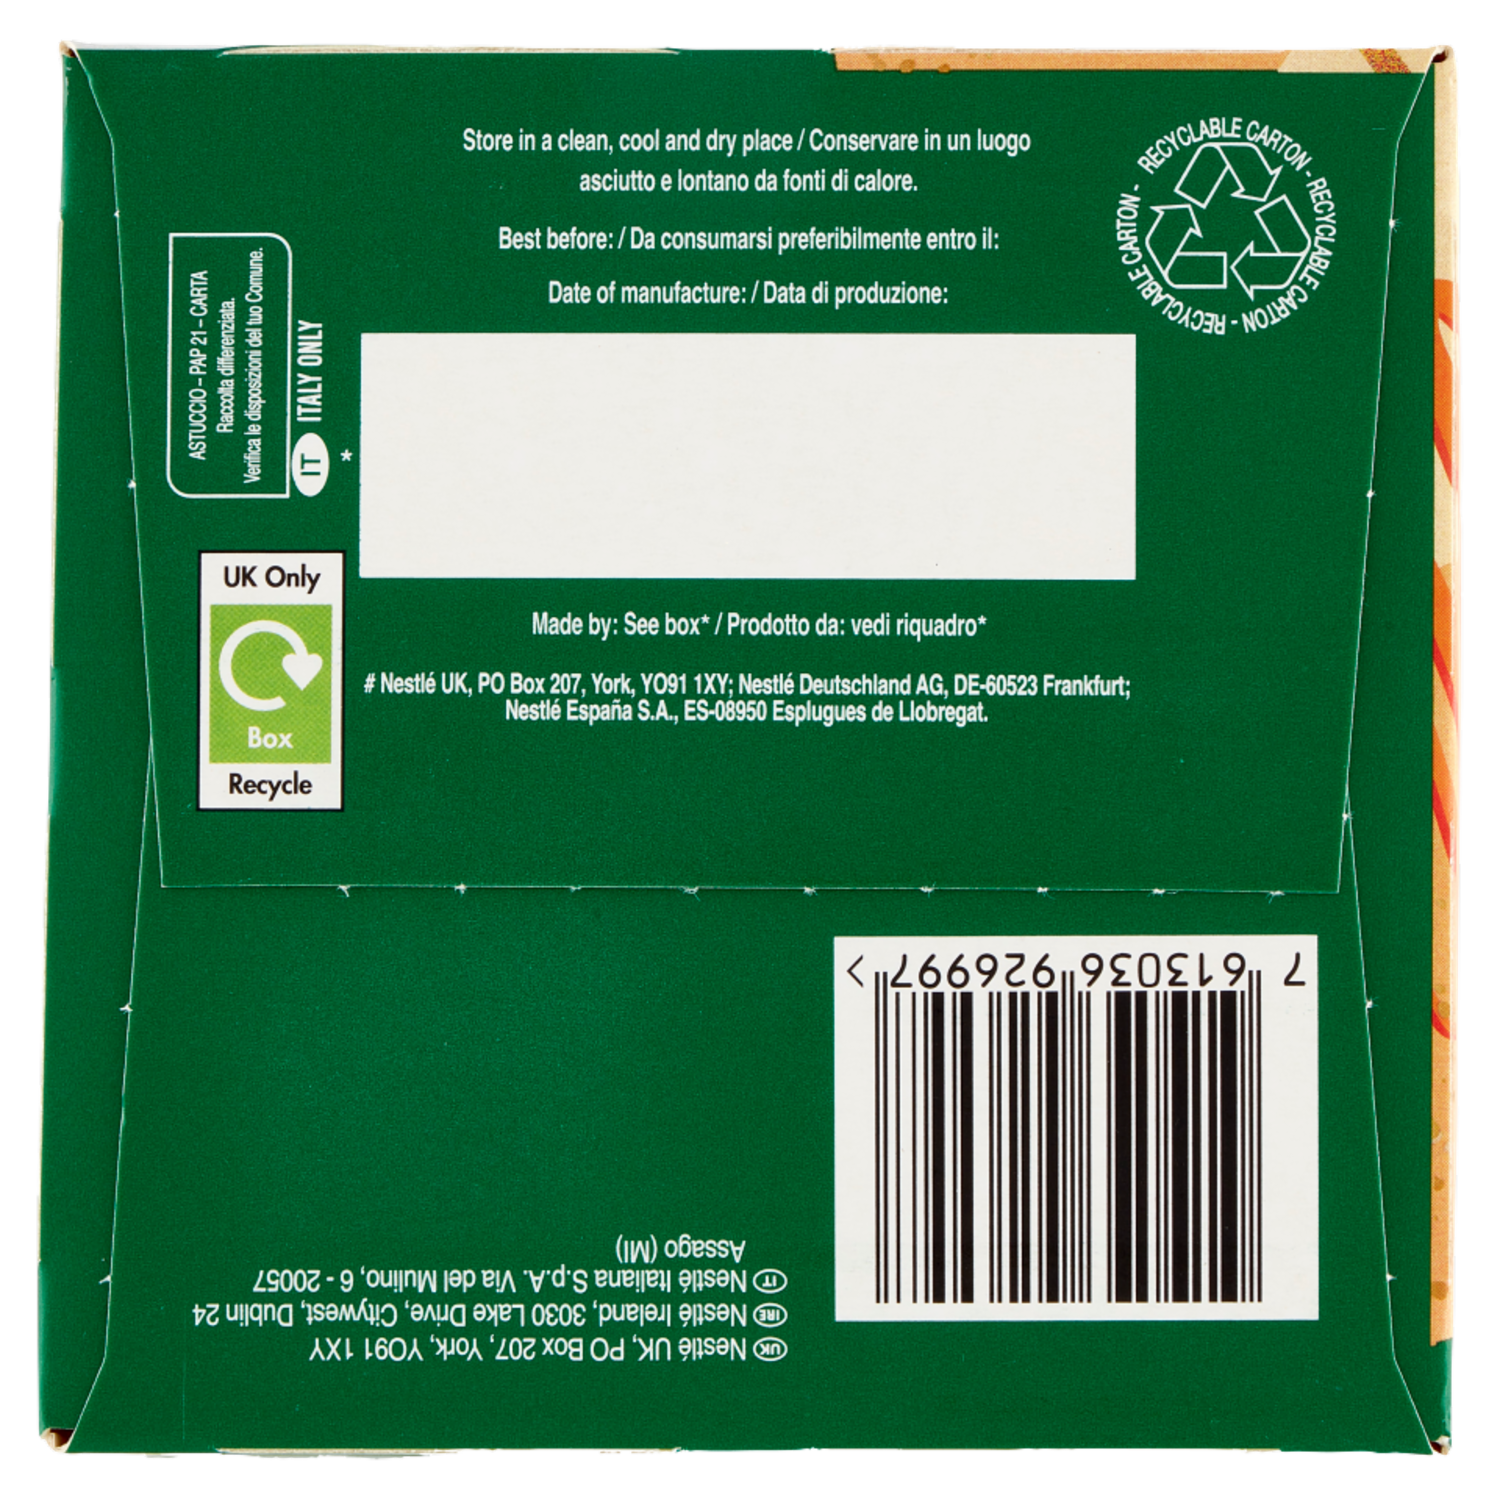 Store in a clean, cool and dry place / Conservare in un luogo
asciutto e lontano da fonti di calore.
Best before: / Da consumarsi preferibilmente entro il:
Date of manufacture: / Data di produzione:
RECYCLABLE CARTON - RECYCLABLE CARTON - RECYCLABLE CARTON -
ASTUCCIO – PAP 21 – CARTA
Raccolta differenziata.
Verifica le disposizioni del tuo Comune.
IT ITALY ONLY
*
UK Only
Box
Recycle
Made by: See box* / Prodotto da: vedi riquadro*
# Nestlé UK, PO Box 207, York, YO91 1XY; Nestlé Deutschland AG, DE-60523 Frankfurt;
Nestlé España S.A., ES-08950 Esplugues de Llobregat.
7 613036 926997 >
UK Nestlé UK, PO Box 207, York, YO91 1XY
IRE Nestlé Ireland, 3030 Lake Drive, Citywest, Dublin 24
IT Nestlé Italiana S.p.A. Via del Mulino, 6 - 20057
Assago (MI)